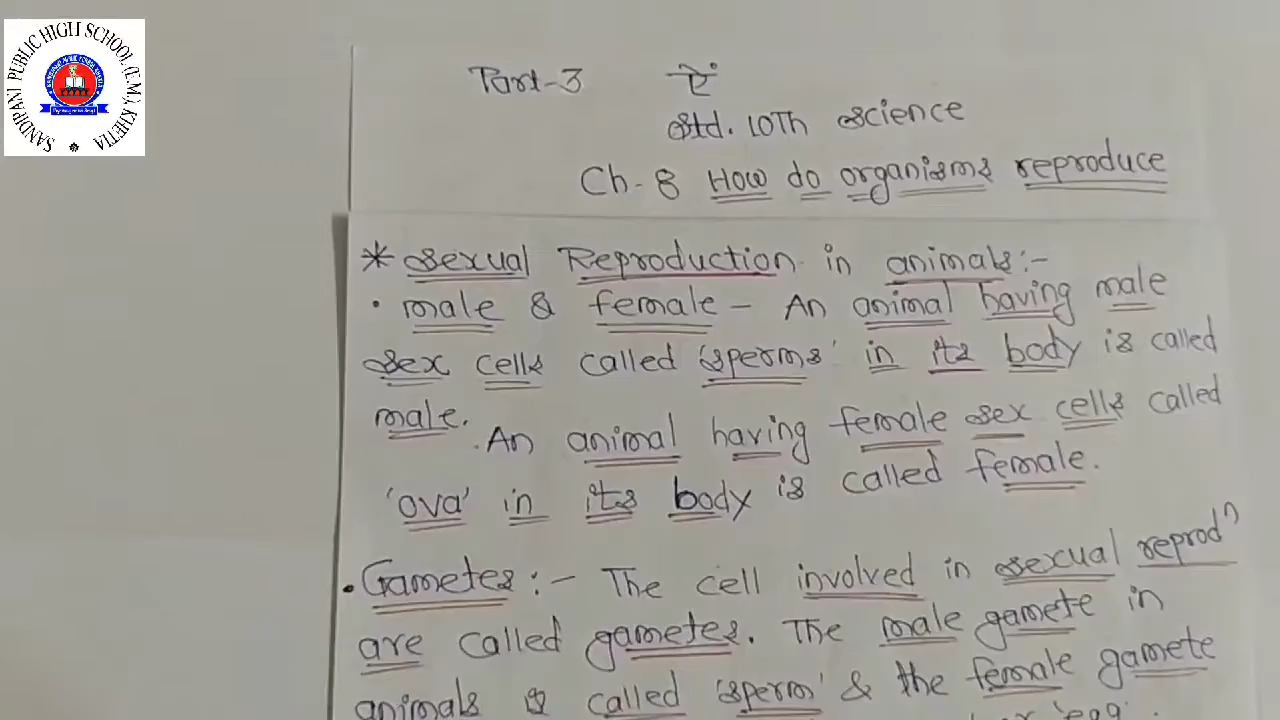 SANDIPANI PUBLIC HIGH SCHOOL (E.M.), KHETIA
Part-3 ऐं
Std. 10Th Science
Ch. 8 How do organisms reproduce
* Sexual Reproduction in animals:-
• male & female - An animal having male
sex cells called 'sperms' in its body is called
male.
. An animal having female sex cells called
'ova' in its body is called female.
• Gametes:- The cell involved in sexual reprodⁿ
are called gametes. The male gamete in
animals is called 'sperm' & the female gamete
or 'egg'.